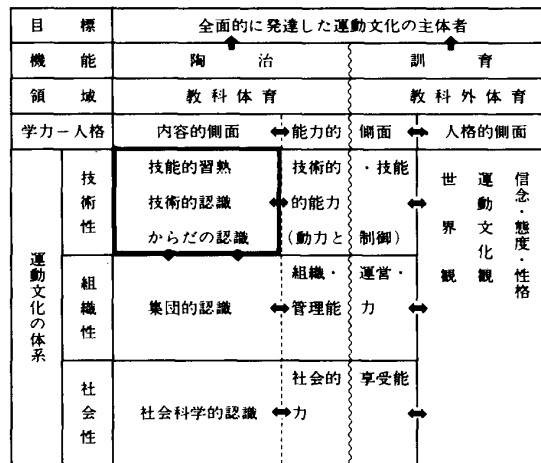 目標 全面的に発達した運動文化の主体者
機能 陶冶 訓育
領域 教科体育 教科外体育
学力ー人格 内容的側面 能力的側面 人格的側面
運動文化の体系
技術性
技能的習熟
技術的認識
からだの認識
技術的・技能
的能力
(動力と制御)
組織性
集団的認識
組織・運営・
管理能力
社会性
社会科学的認識
社会的享受能
力
信念・態度・性格
運動文化観
世界観